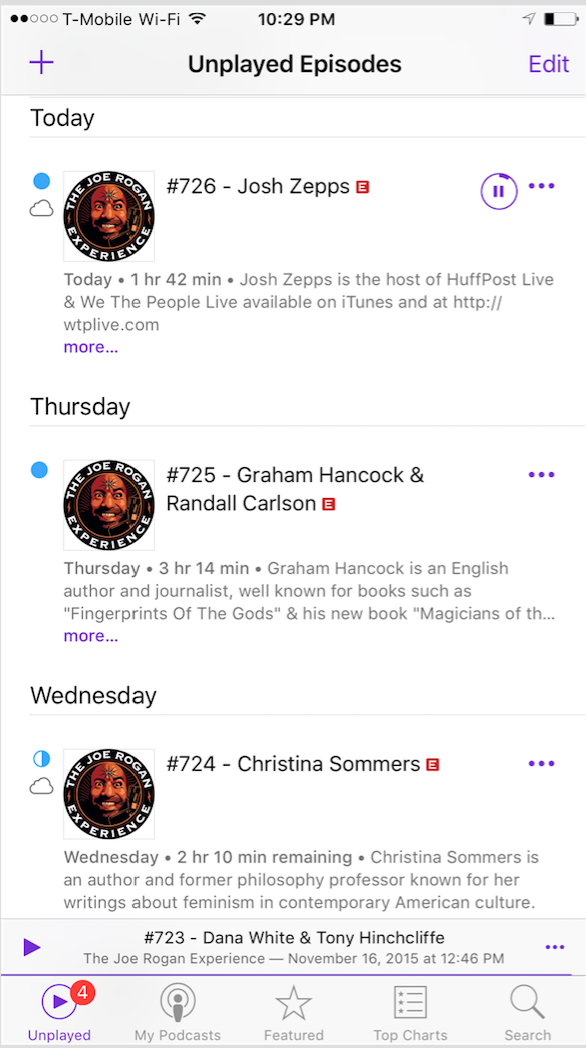 T-Mobile Wi-Fi 10:29 PM
Unplayed Episodes Edit
Today
THE JOE ROGAN EXPERIENCE
#726 - Josh Zepps E
Today • 1 hr 42 min • Josh Zepps is the host of HuffPost Live
& We The People Live available on iTunes and at http://
wtplive.com
more...
Thursday
THE JOE ROGAN EXPERIENCE
#725 - Graham Hancock &
Randall Carlson E
Thursday • 3 hr 14 min • Graham Hancock is an English
author and journalist, well known for books such as
"Fingerprints Of The Gods" & his new book "Magicians of th...
more...
Wednesday
THE JOE ROGAN EXPERIENCE
#724 - Christina Sommers E
Wednesday • 2 hr 10 min remaining • Christina Sommers is
an author and former philosophy professor known for her
writings about feminism in contemporary American culture.
#723 - Dana White & Tony Hinchcliffe
The Joe Rogan Experience — November 16, 2015 at 12:46 PM
4
Unplayed My Podcasts Featured Top Charts Search